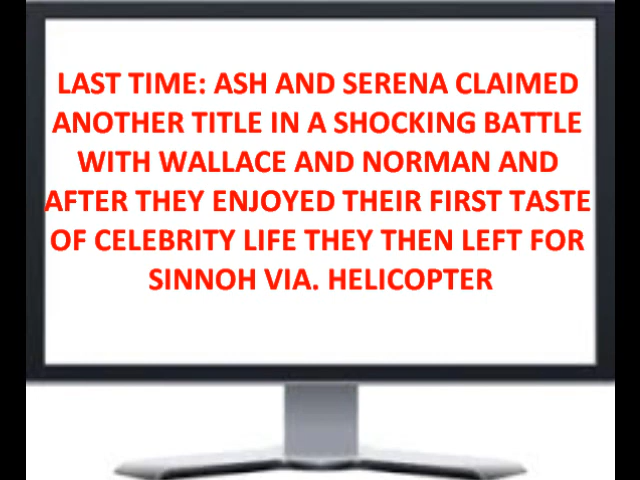 LAST TIME: ASH AND SERENA CLAIMED
ANOTHER TITLE IN A SHOCKING BATTLE
WITH WALLACE AND NORMAN AND
AFTER THEY ENJOYED THEIR FIRST TASTE
OF CELEBRITY LIFE THEY THEN LEFT FOR
SINNOH VIA. HELICOPTER